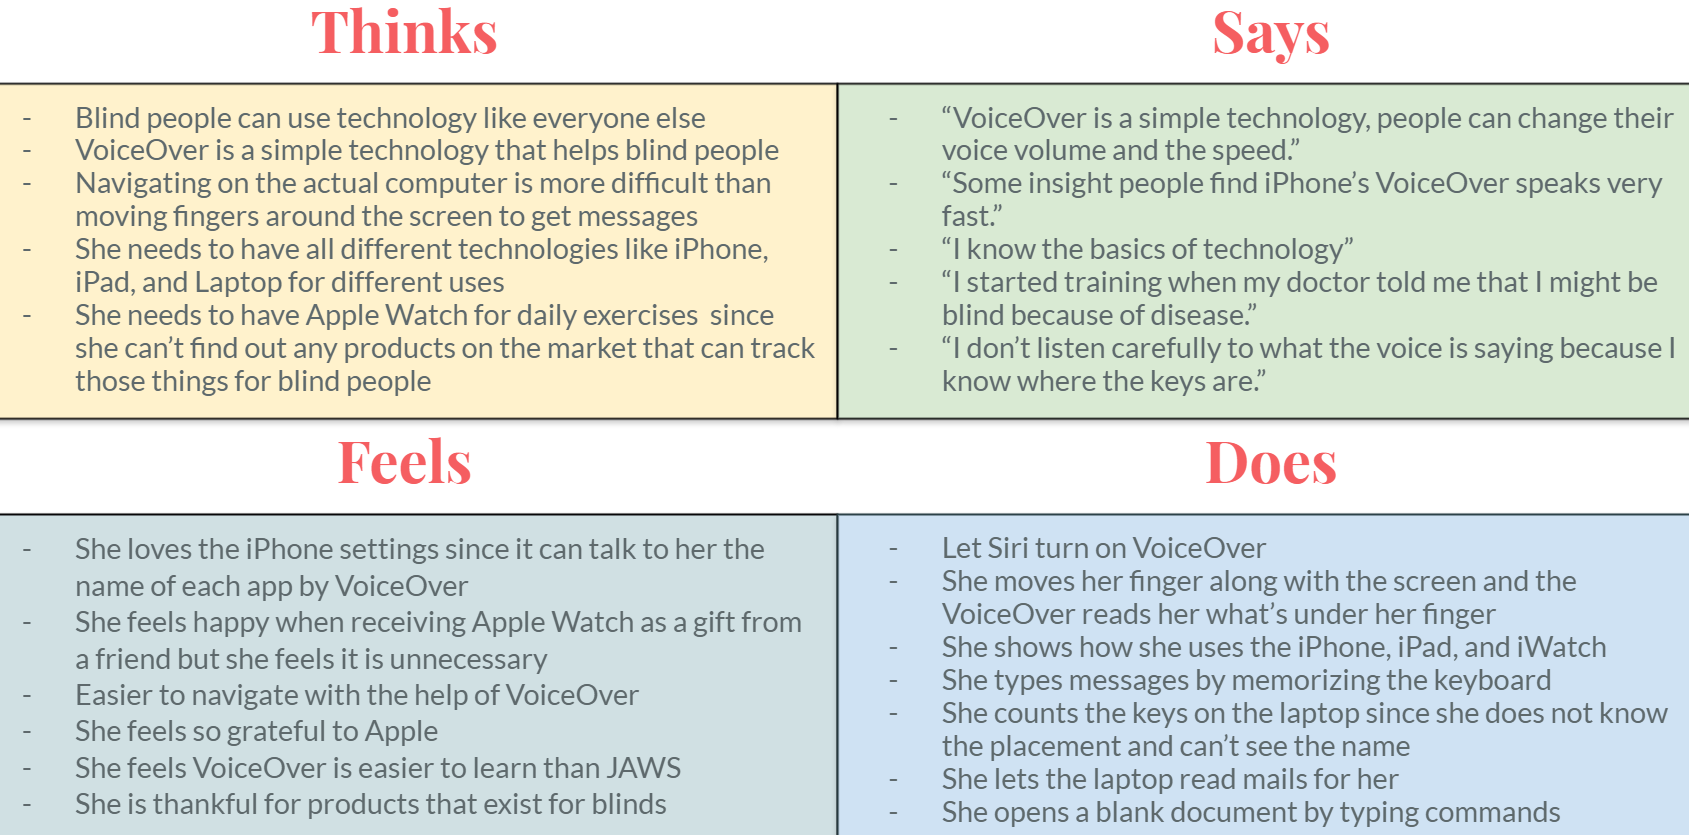 Thinks
- Blind people can use technology like everyone else
- VoiceOver is a simple technology that helps blind people
- Navigating on the actual computer is more difficult than
moving fingers around the screen to get messages
- She needs to have all different technologies like iPhone,
iPad, and Laptop for different uses
- She needs to have Apple Watch for daily exercises since
she can’t find out any products on the market that can track
those things for blind people
Says
- “VoiceOver is a simple technology, people can change their
voice volume and the speed.”
- “Some insight people find iPhone’s VoiceOver speaks very
fast.”
- “I know the basics of technology”
- “I started training when my doctor told me that I might be
blind because of disease.”
- “I don’t listen carefully to what the voice is saying because I
know where the keys are.”
Feels
- She loves the iPhone settings since it can talk to her the
name of each app by VoiceOver
- She feels happy when receiving Apple Watch as a gift from
a friend but she feels it is unnecessary
- Easier to navigate with the help of VoiceOver
- She feels so grateful to Apple
- She feels VoiceOver is easier to learn than JAWS
- She is thankful for products that exist for blinds
Does
- Let Siri turn on VoiceOver
- She moves her finger along with the screen and the
VoiceOver reads her what’s under her finger
- She shows how she uses the iPhone, iPad, and iWatch
- She types messages by memorizing the keyboard
- She counts the keys on the laptop since she does not know
the placement and can’t see the name
- She lets the laptop read mails for her
- She opens a blank document by typing commands